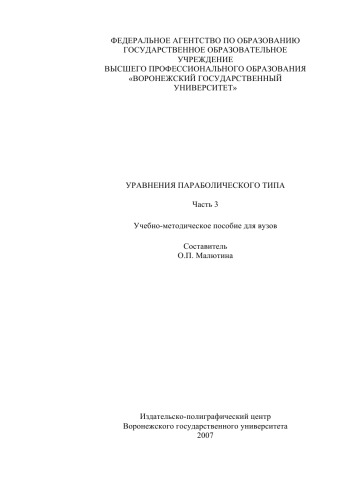 ФЕДЕРАЛЬНОЕ АГЕНТСТВО ПО ОБРАЗОВАНИЮ
ГОСУДАРСТВЕННОЕ ОБРАЗОВАТЕЛЬНОЕ
УЧРЕЖДЕНИЕ
ВЫСШЕГО ПРОФЕССИОНАЛЬНОГО ОБРАЗОВАНИЯ
«ВОРОНЕЖСКИЙ ГОСУДАРСТВЕННЫЙ
УНИВЕРСИТЕТ»
УРАВНЕНИЯ ПАРАБОЛИЧЕСКОГО ТИПА
Часть 3
Учебно-методическое пособие для вузов
Составитель
О.П. Малютина
Издательско-полиграфический центр
Воронежского государственного университета
2007